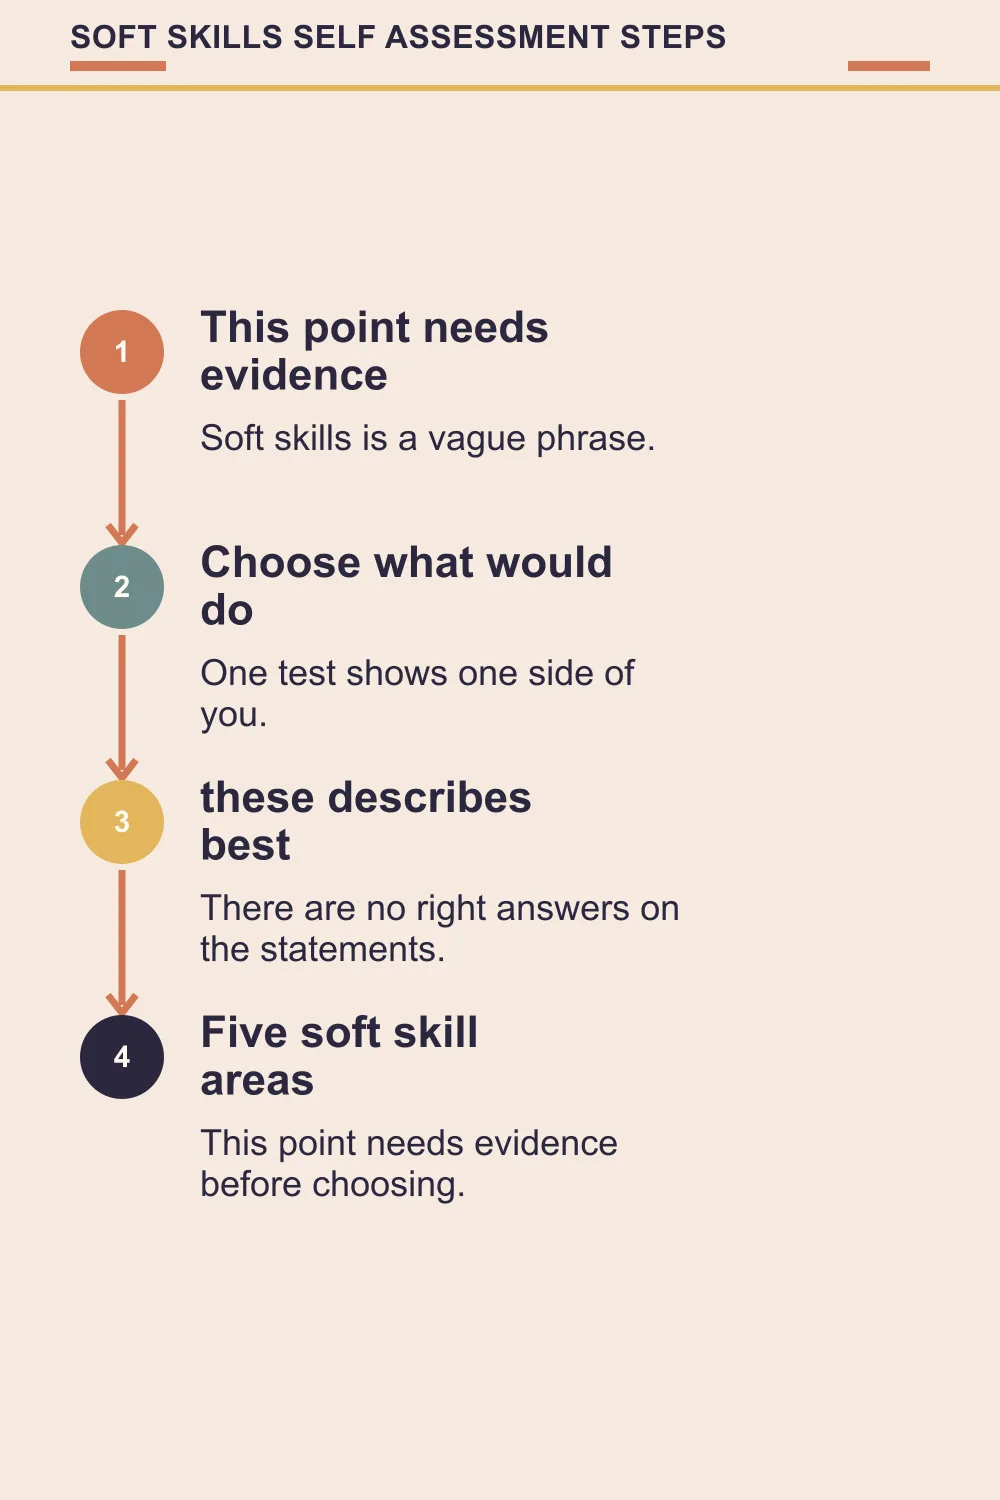 SOFT SKILLS SELF ASSESSMENT STEPS
1
This point needs
evidence
Soft skills is a vague phrase.
2
Choose what would
do
One test shows one side of
you.
3
these describes
best
There are no right answers on
the statements.
4
Five soft skill
areas
This point needs evidence
before choosing.